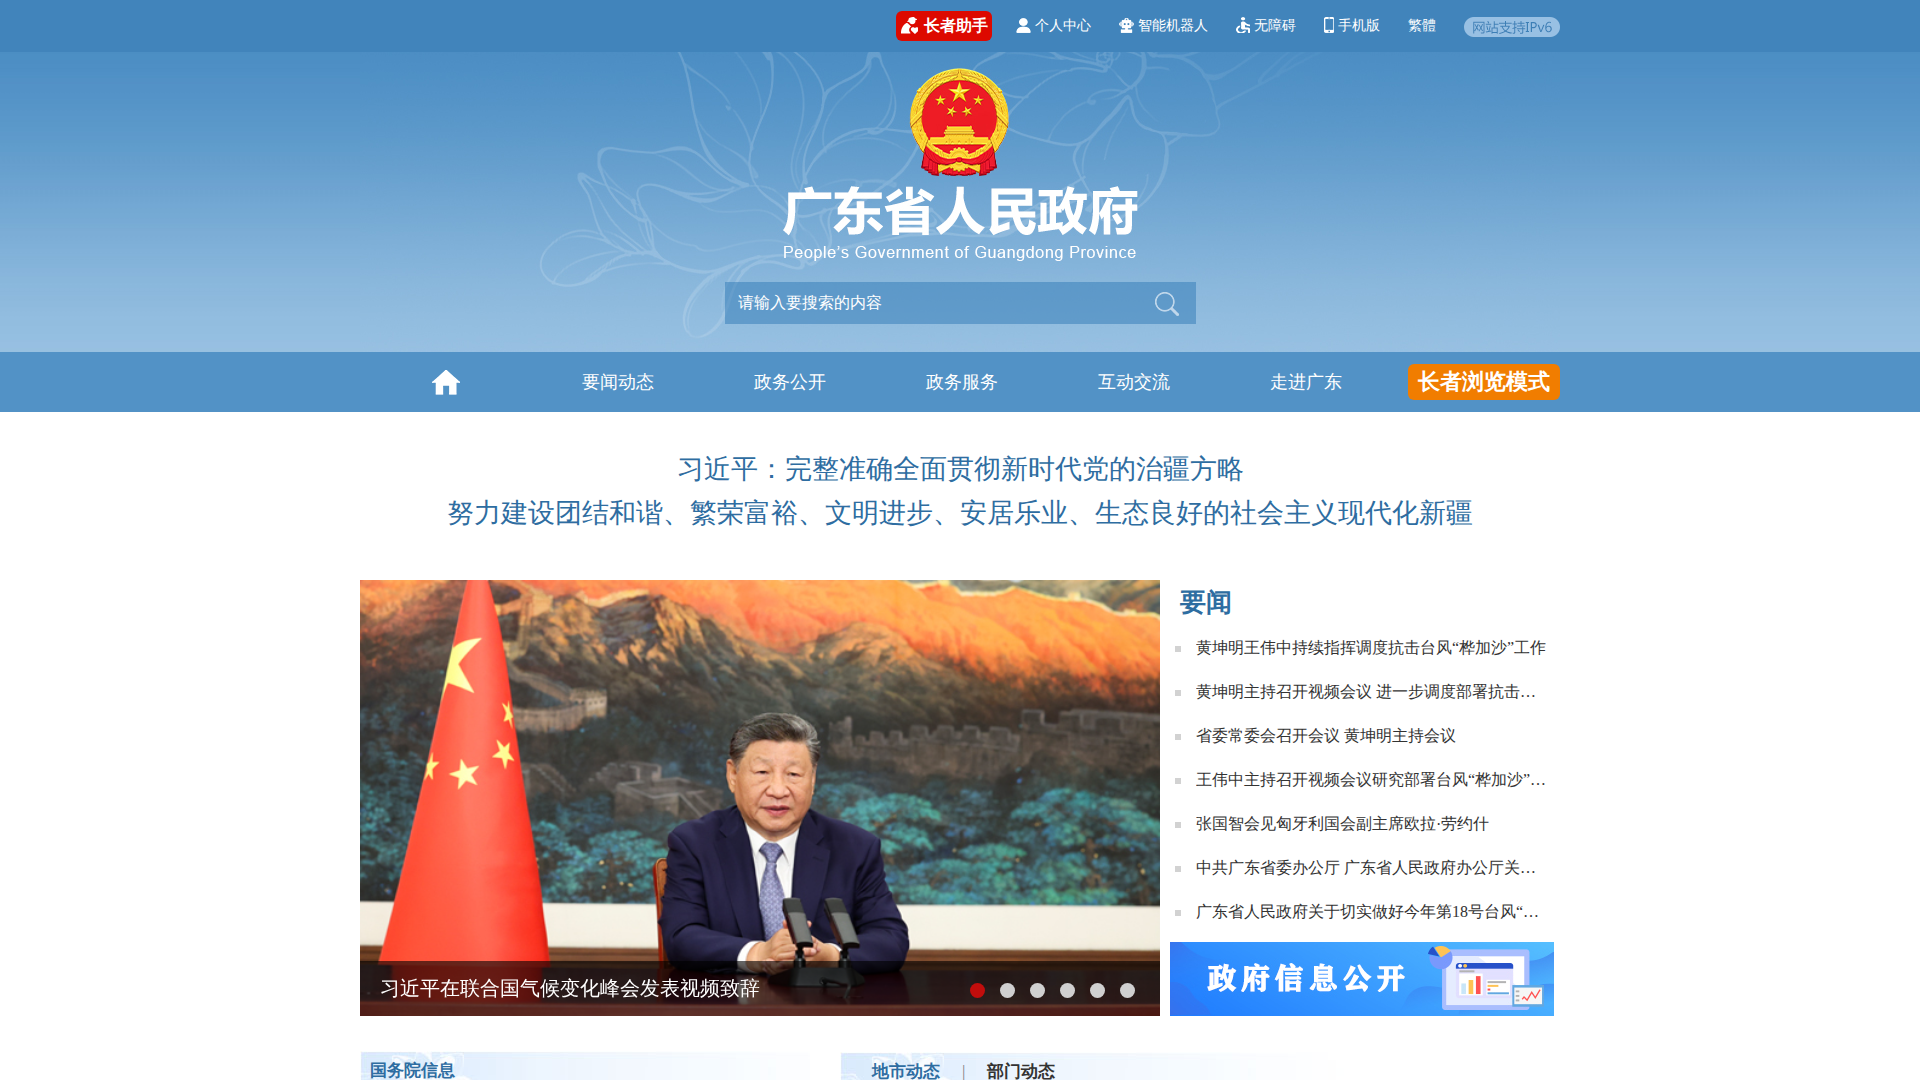 长者助手
个人中心
智能机器人
无障碍
手机版
繁體
网站支持IPv6
广东省人民政府
People's Government of Guangdong Province
请输入要搜索的内容
要闻动态
政务公开
政务服务
互动交流
走进广东
长者浏览模式
习近平：完整准确全面贯彻新时代党的治疆方略
努力建设团结和谐、繁荣富裕、文明进步、安居乐业、生态良好的社会主义现代化新疆
习近平在联合国气候变化峰会发表视频致辞
要闻
黄坤明王伟中持续指挥调度抗击台风“桦加沙”工作
黄坤明主持召开视频会议 进一步调度部署抗击…
省委常委会召开会议 黄坤明主持会议
王伟中主持召开视频会议研究部署台风“桦加沙”…
张国智会见匈牙利国会副主席欧拉·劳约什
中共广东省委办公厅 广东省人民政府办公厅关…
广东省人民政府关于切实做好今年第18号台风“…
政府信息公开
国务院信息
地市动态 | 部门动态